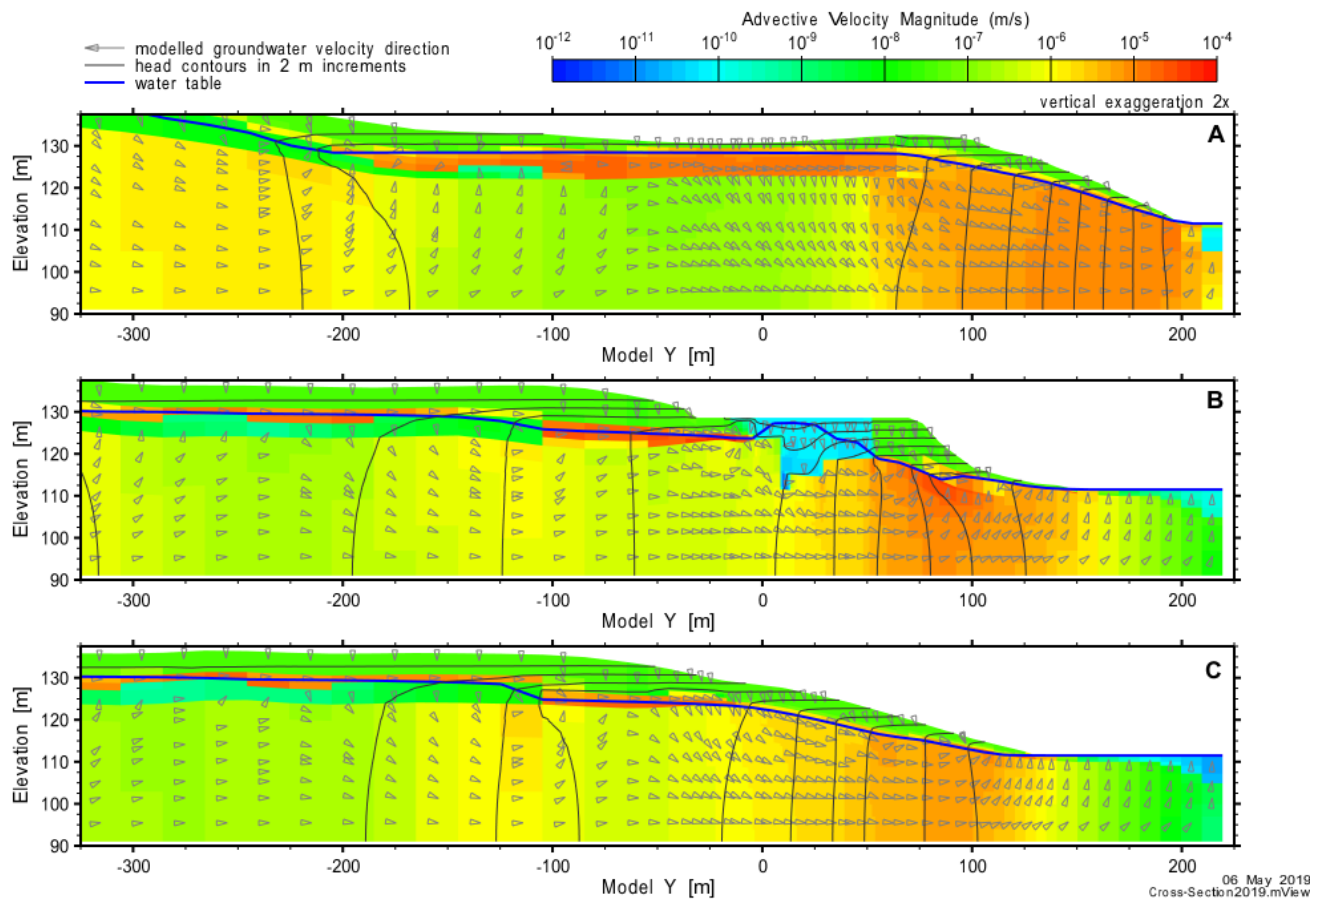 Advective Velocity Magnitude (m/s)
10-12 10-11 10-10 10-9 10-8 10-7 10-6 10-5 10-4
modelled groundwater velocity direction
head contours in 2 m increments
water table
vertical exaggeration 2x
A
Elevation [m]
130
120
110
100
90
-300 -200 -100 0 100 200
Model Y [m]
B
Elevation [m]
130
120
110
100
90
-300 -200 -100 0 100 200
Model Y [m]
C
Elevation [m]
130
120
110
100
90
-300 -200 -100 0 100 200
Model Y [m]
06 May 2019
Cross-Section2019.mView